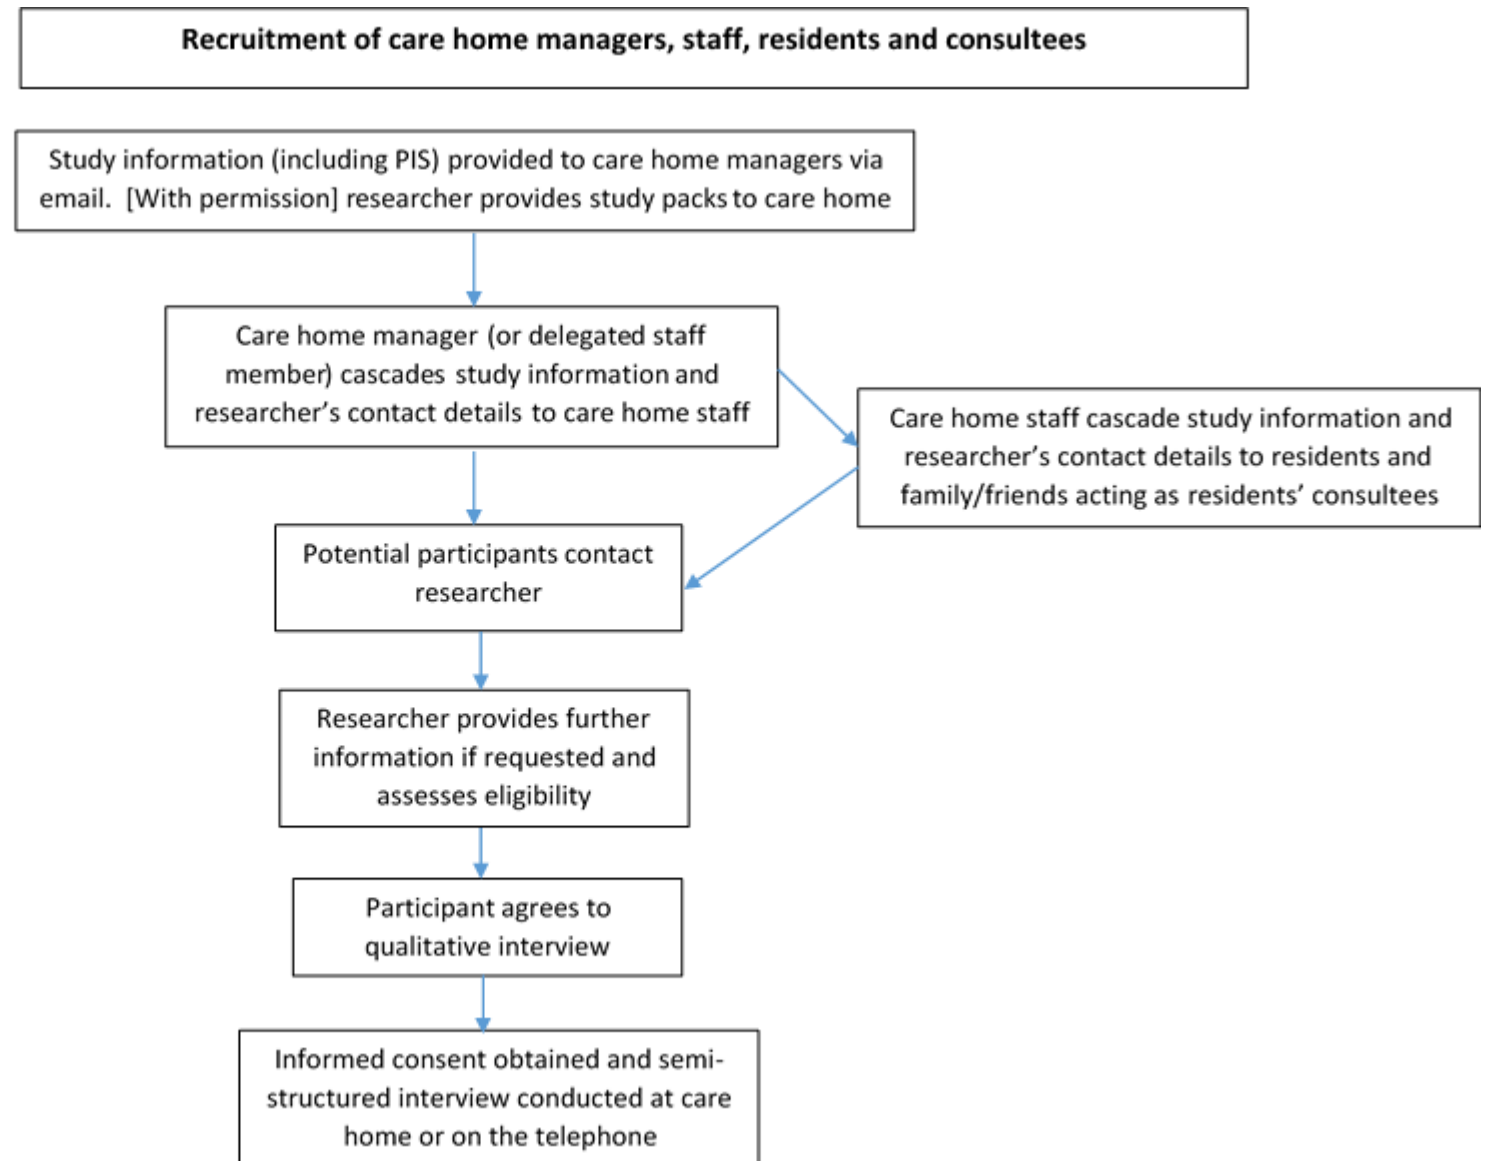 Recruitment of care home managers, staff, residents and consultees
Study information (including PIS) provided to care home managers via
email.  [With permission] researcher provides study packs to care home
Care home manager (or delegated staff
member) cascades study information and
researcher’s contact details to care home staff
Care home staff cascade study information and
researcher’s contact details to residents and
family/friends acting as residents’ consultees
Potential participants contact
researcher
Researcher provides further
information if requested and
assesses eligibility
Participant agrees to
qualitative interview
Informed consent obtained and semi-
structured interview conducted at care
home or on the telephone